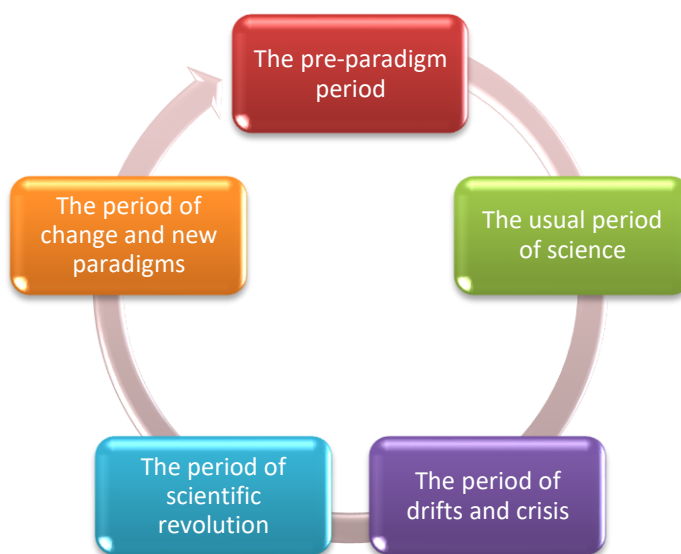 The pre-paradigm
period
The usual period
of science
The period of
drifts and crisis
The period of
scientific
revolution
The period of
change and new
paradigms